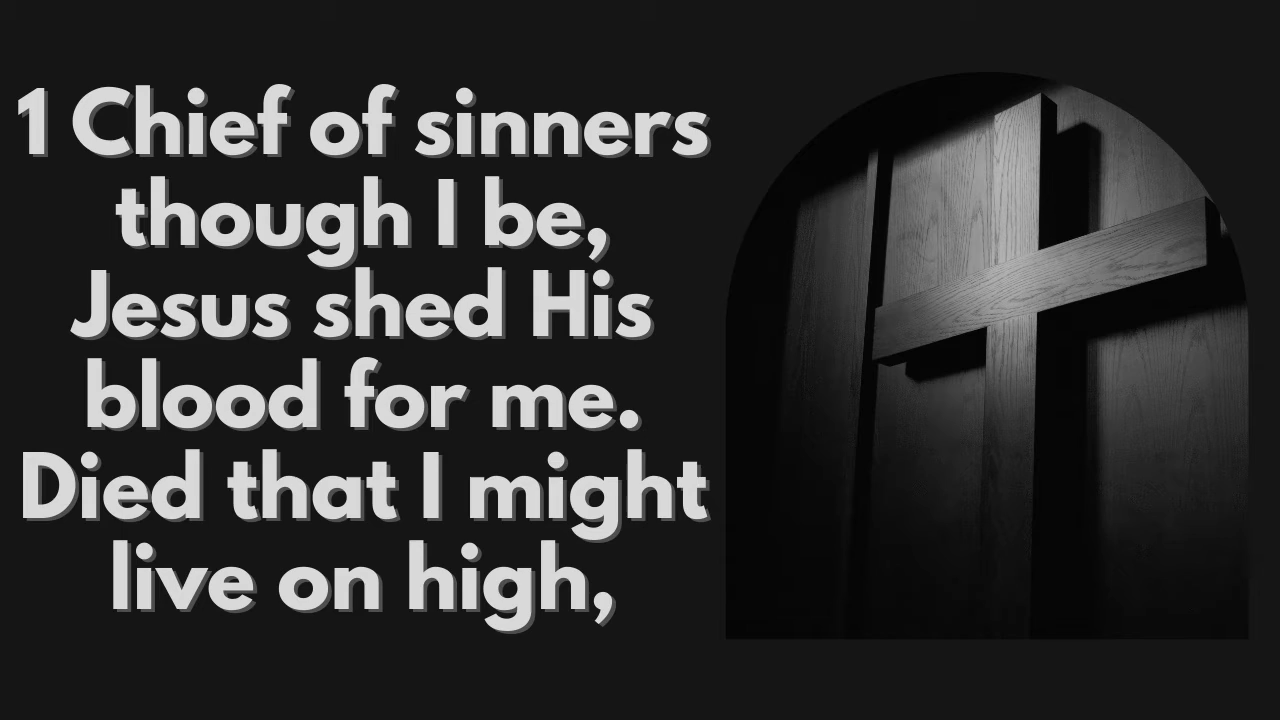 1 Chief of sinners
though I be,
Jesus shed His
blood for me.
Died that I might
live on high,